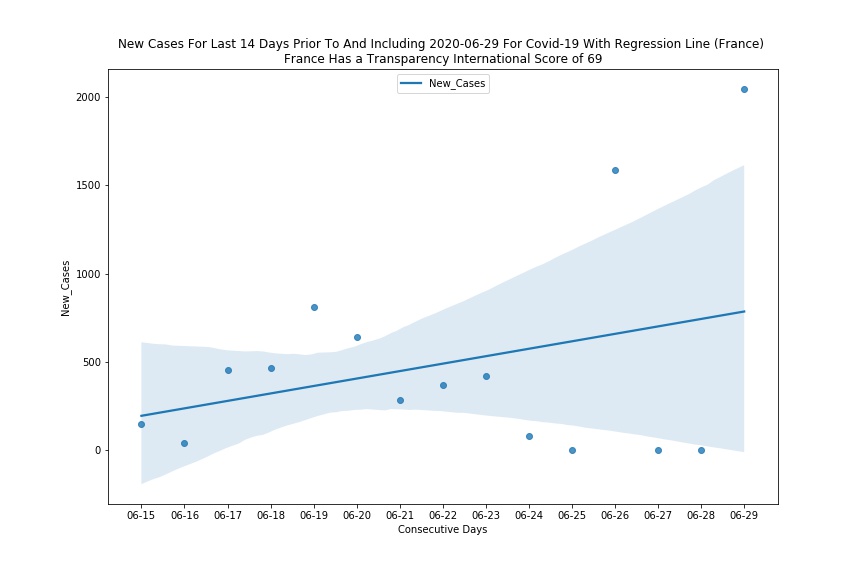 New Cases For Last 14 Days Prior To And Including 2020-06-29 For Covid-19 With Regression Line (France)
France Has a Transparency International Score of 69
New_Cases
2000
1500
1000
500
0
New_Cases
06-15 06-16 06-17 06-18 06-19 06-20 06-21 06-22 06-23 06-24 06-25 06-26 06-27 06-28 06-29
Consecutive Days